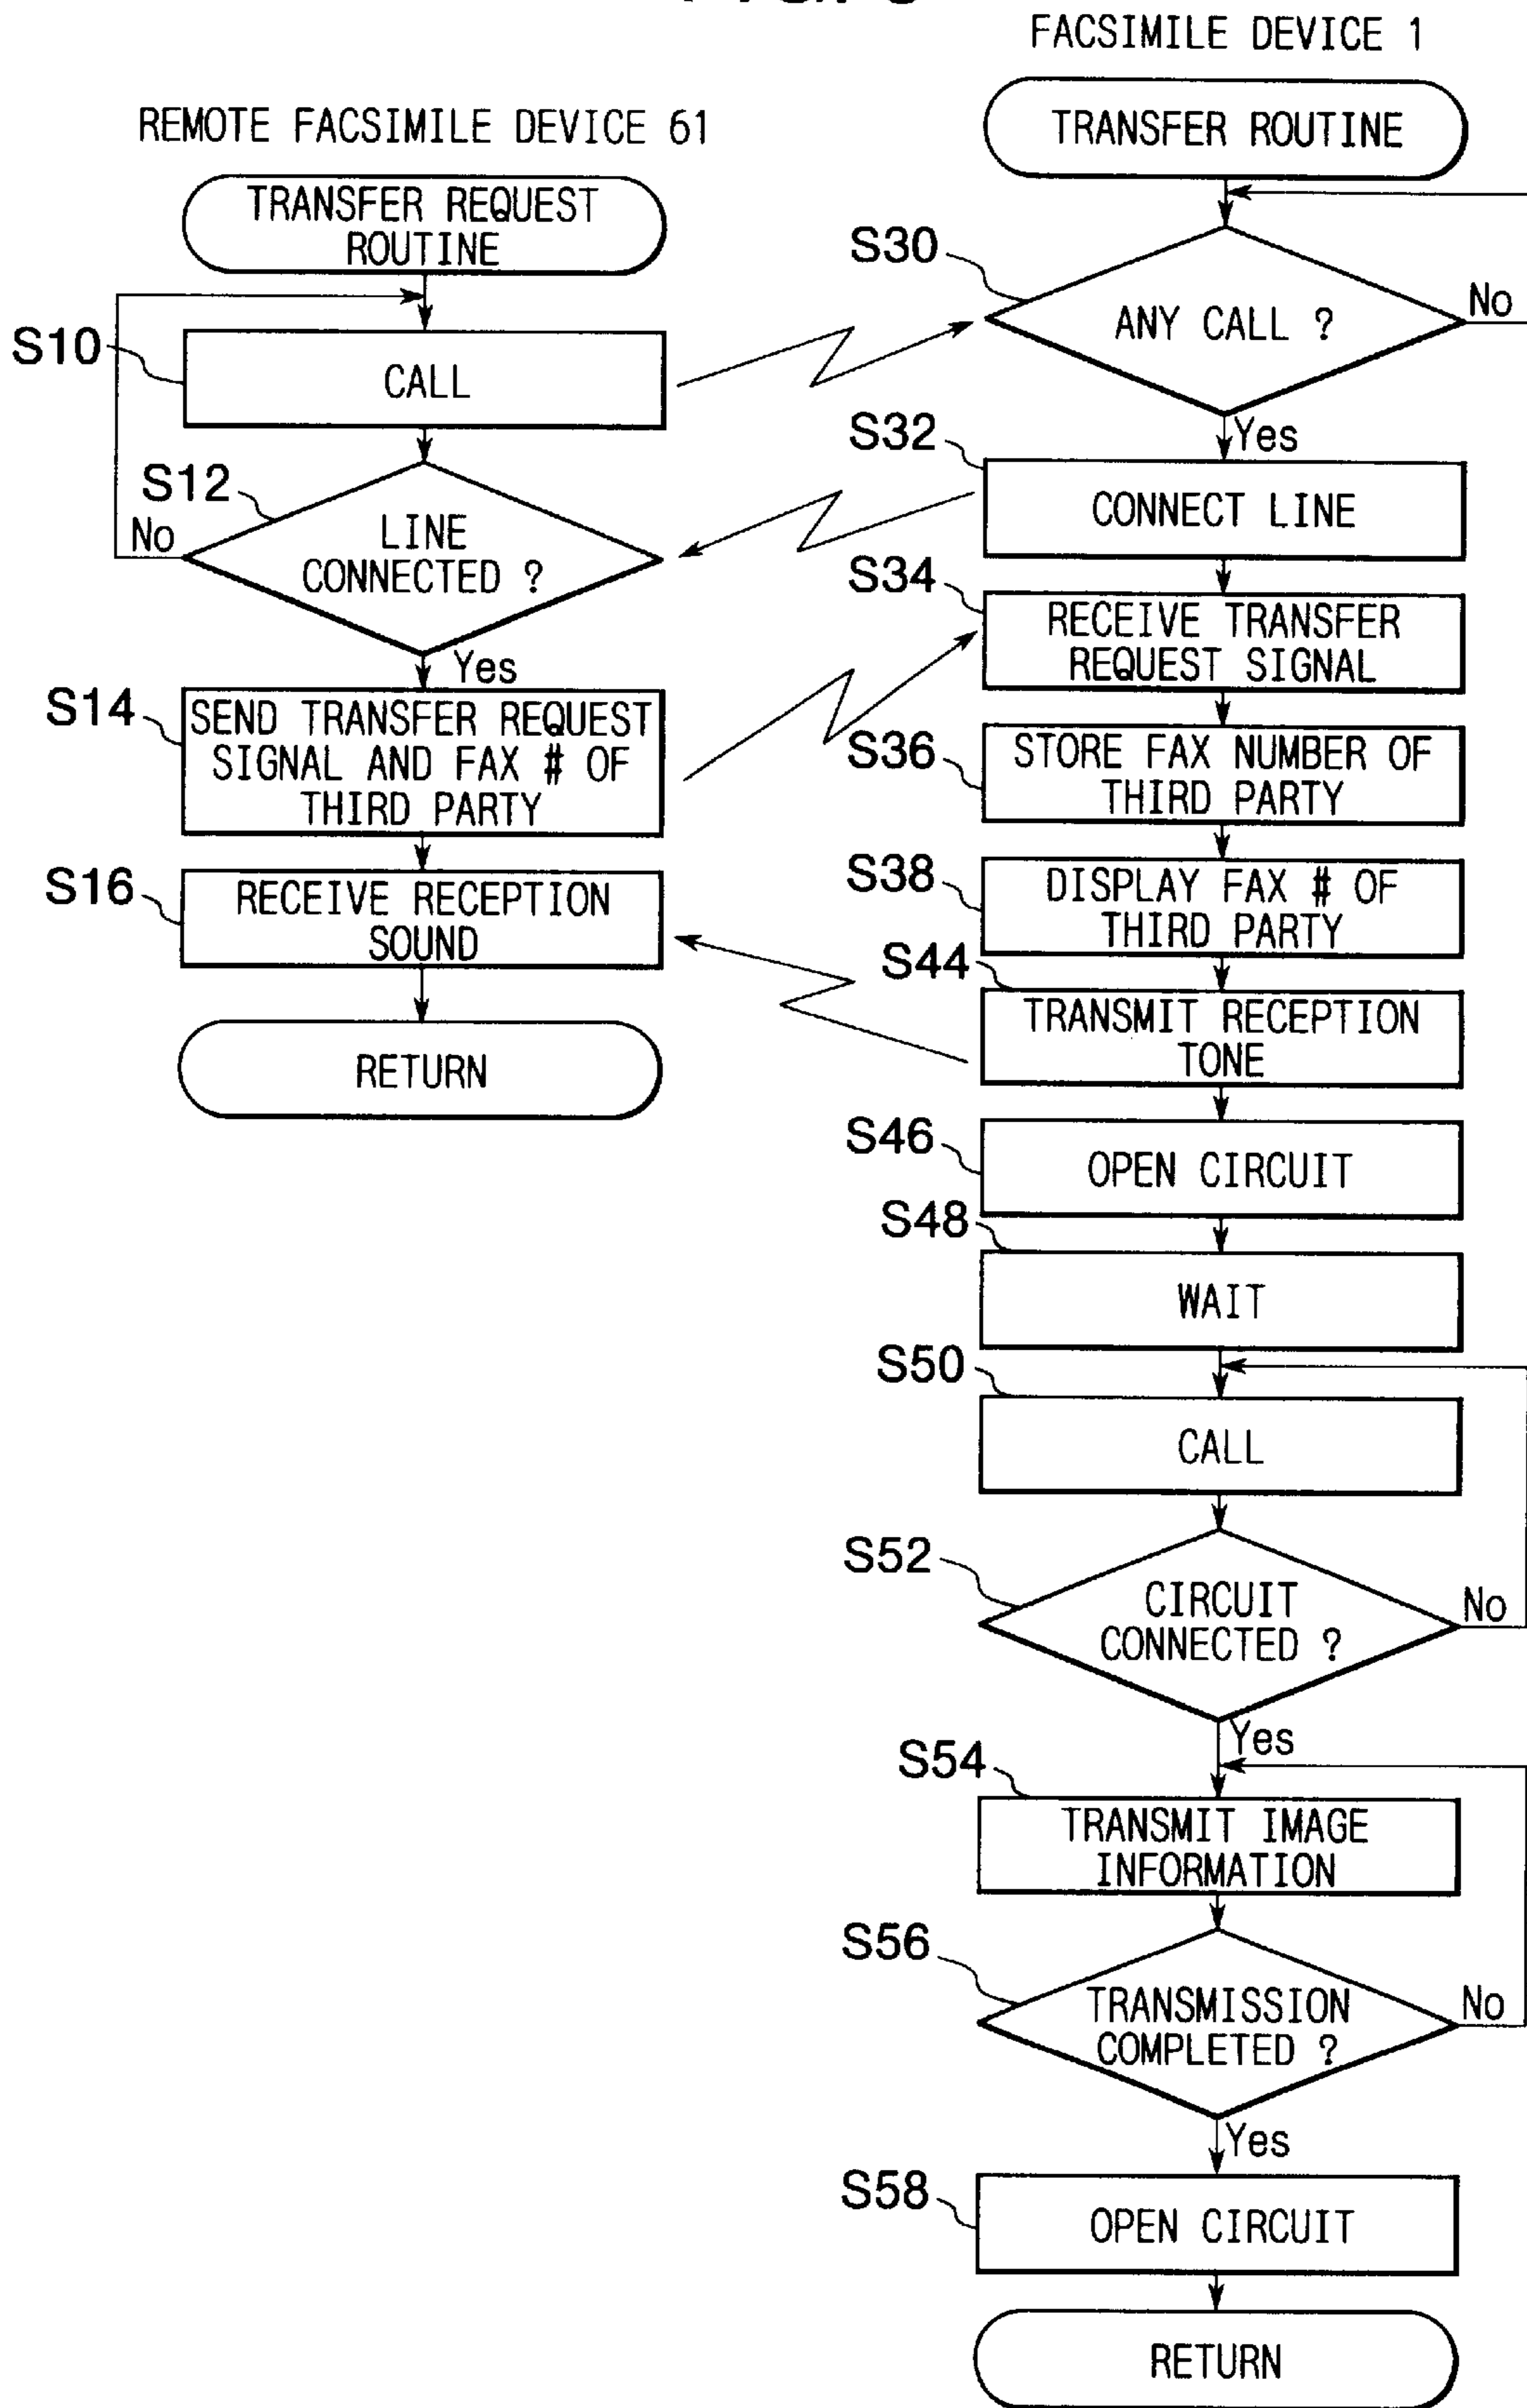 REMOTE FACSIMILE DEVICE 61
TRANSFER REQUEST
ROUTINE
S10
CALL
S12
LINE
CONNECTED ?
No
Yes
S14
SEND TRANSFER REQUEST
SIGNAL AND FAX # OF
THIRD PARTY
S16
RECEIVE RECEPTION
SOUND
RETURN
FACSIMILE DEVICE 1
TRANSFER ROUTINE
S30
ANY CALL ?
No
Yes
S32
CONNECT LINE
S34
RECEIVE TRANSFER
REQUEST SIGNAL
S36
STORE FAX NUMBER OF
THIRD PARTY
S38
DISPLAY FAX # OF
THIRD PARTY
S44
TRANSMIT RECEPTION
TONE
S46
OPEN CIRCUIT
S48
WAIT
S50
CALL
S52
CIRCUIT
CONNECTED ?
No
Yes
S54
TRANSMIT IMAGE
INFORMATION
S56
TRANSMISSION
COMPLETED ?
No
Yes
S58
OPEN CIRCUIT
RETURN